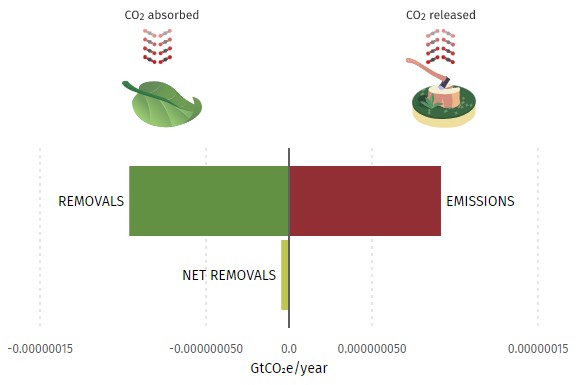 CO₂ absorbed
CO₂ released
REMOVALS
EMISSIONS
NET REMOVALS
-0.00000015
-0.000000050
0.0
0.000000050
0.00000015
GtCO₂e/year